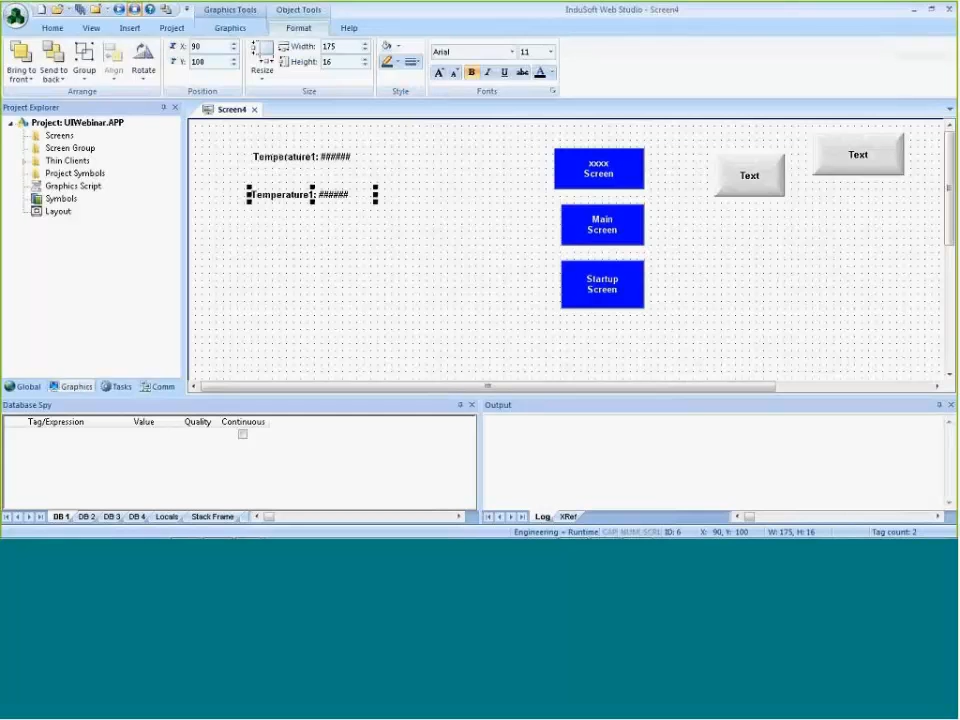 Graphics Tools Object Tools InduSoft Web Studio - Screen4
Home View Insert Project Graphics Format Help
X: 90 Width: 175 Arial 11
Y: 100 Height: 16
Bring to front Send to back Group Align Rotate Resize B I U abc A
Arrange Position Size Style Fonts
Project Explorer
Screen4
Project: UIWebinar.APP
Screens
Screen Group
Thin Clients
Project Symbols
Graphics Script
Symbols
Layout
Temperature1: ######
Temperature1: ######
xxxx
Screen
Main
Screen
Startup
Screen
Text
Text
Global Graphics Tasks Comm
Database Spy
Output
Tag/Expression Value Quality Continuous
DB 1 DB 2 DB 3 DB 4 Locals Stack Frame
Log XRef
Engineering + Runtime CAP NUM SCRL ID: 6 X: 90, Y: 100 W: 175, H: 16 Tag count: 2